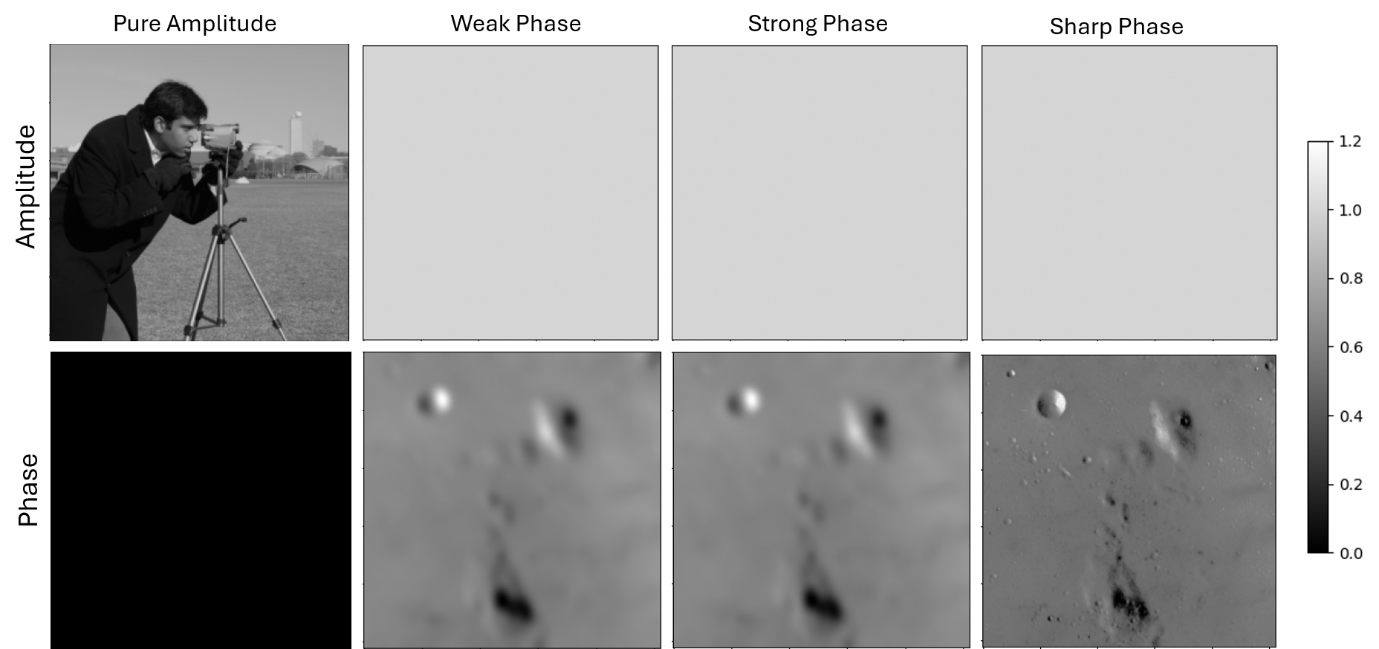 Pure Amplitude
Weak Phase
Strong Phase
Sharp Phase
Amplitude
Phase
1.2
1.0
0.8
0.6
0.4
0.2
0.0